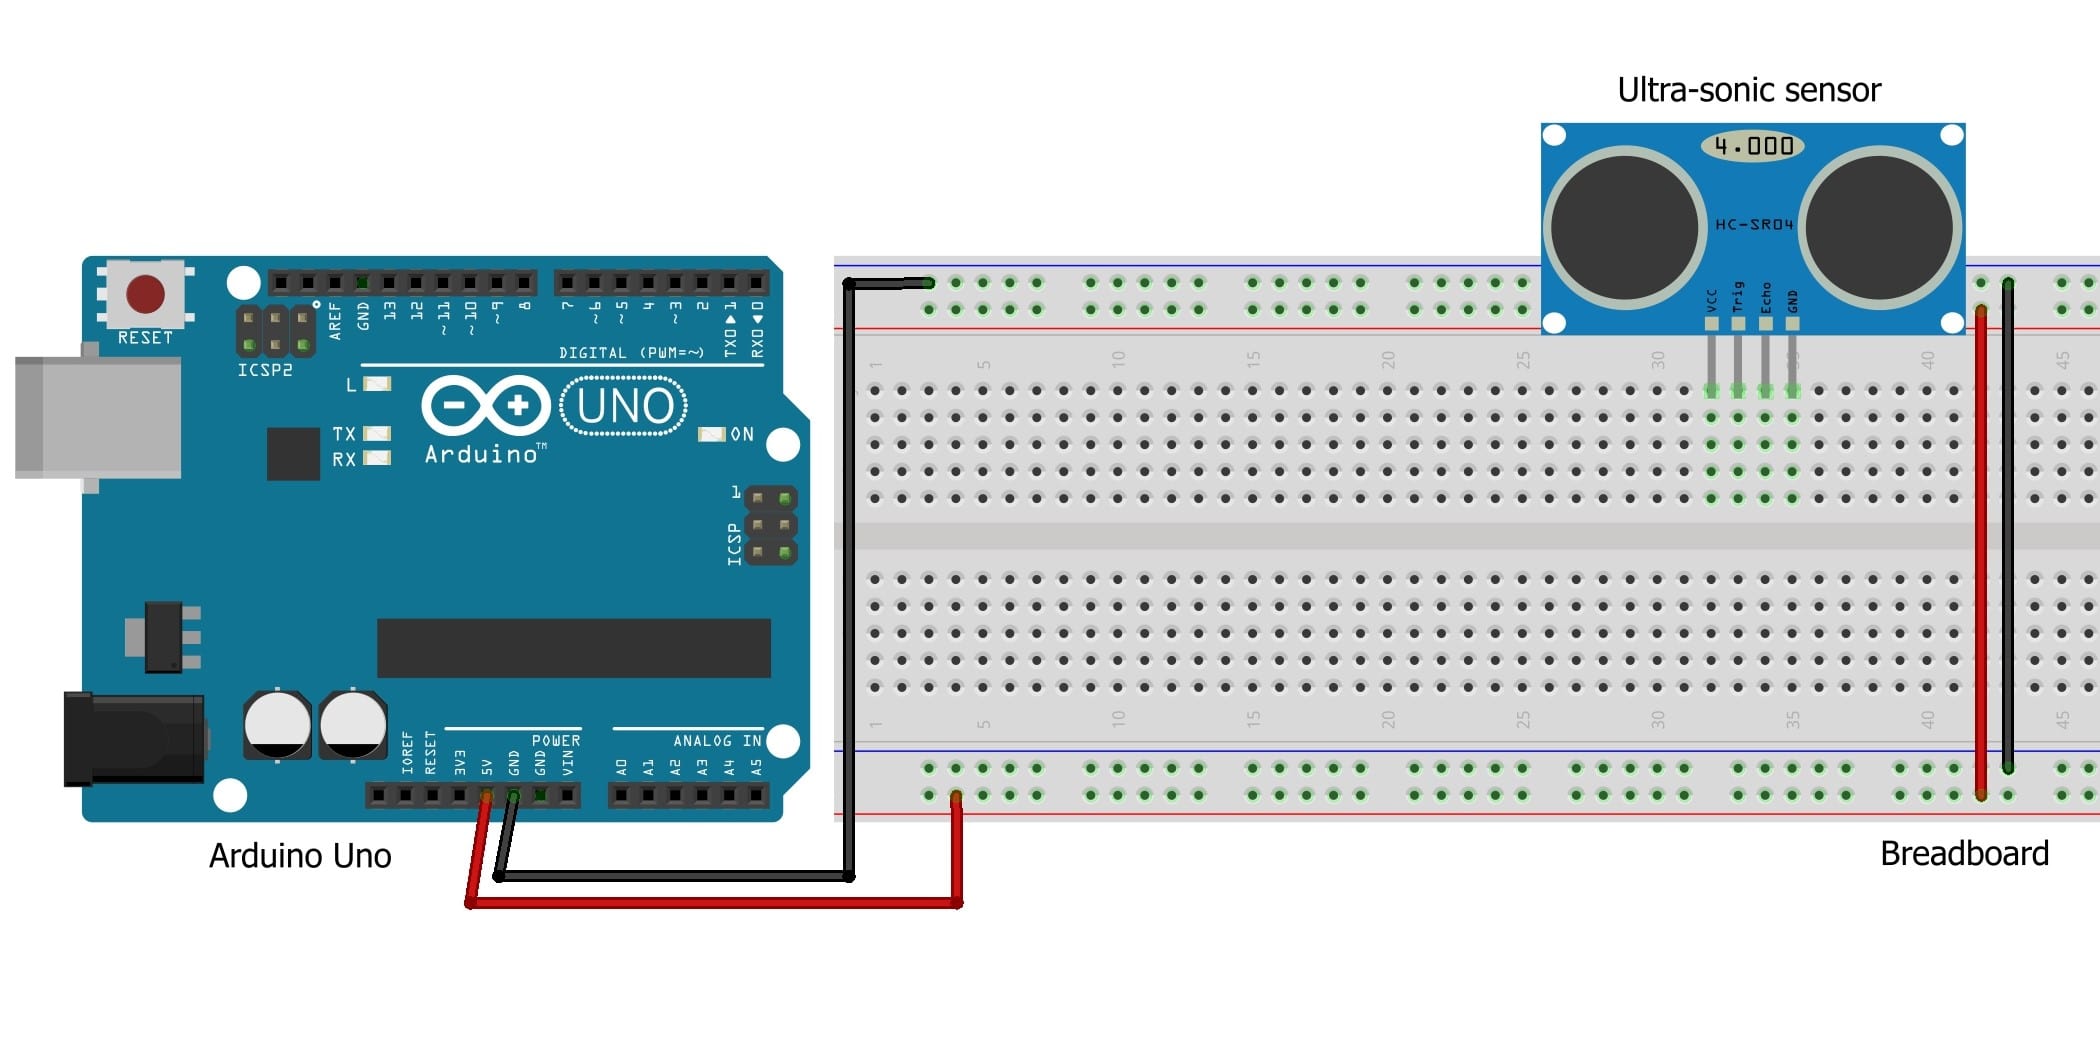 Ultra-sonic sensor
4.000
HC-SR04
VCC
Trig
Echo
GND
RESET
ICSP2
AREF
GND
13
12
~11
~10
~9
8
7
~6
~5
4
~3
2
TX0▶1
RX0◀0
DIGITAL (PWM=~)
L
TX
RX
UNO
Arduino™
ON
1
ICSP
IOREF
RESET
3V3
5V
GND
GND
VIN
POWER
A0
A1
A2
A3
A4
A5
ANALOG IN
1
5
10
15
20
25
30
35
40
45
1
5
10
15
20
25
30
35
40
45
Arduino Uno
Breadboard